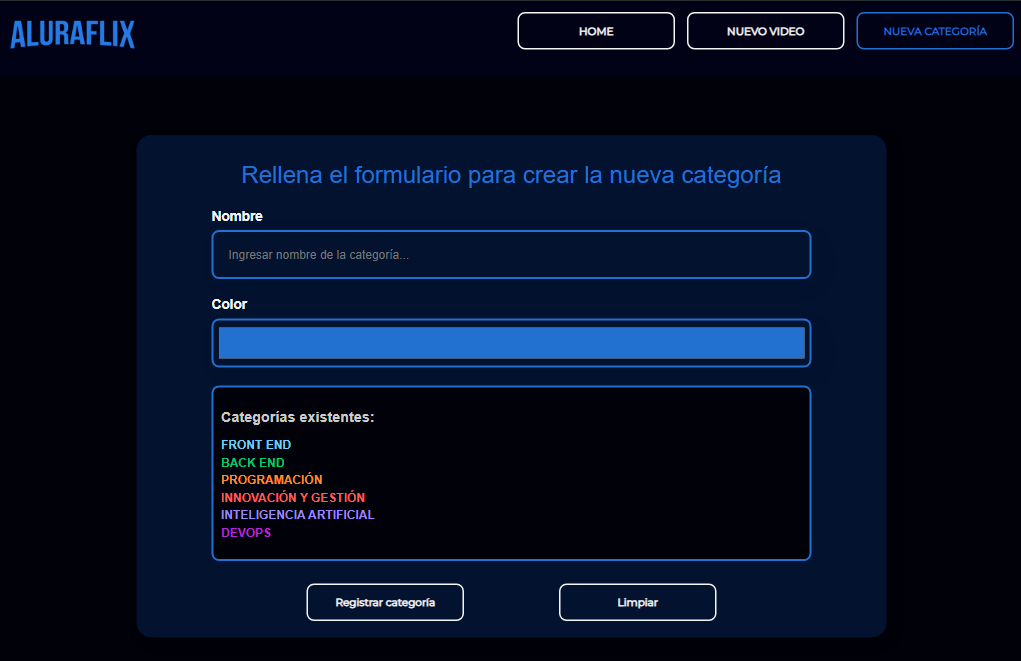 ALURAFLIX
HOME
NUEVO VIDEO
NUEVA CATEGORÍA
Rellena el formulario para crear la nueva categoría
Nombre
Ingresar nombre de la categoría...
Color
Categorías existentes:
FRONT END
BACK END
PROGRAMACIÓN
INNOVACIÓN Y GESTIÓN
INTELIGENCIA ARTIFICIAL
DEVOPS
Registrar categoría
Limpiar